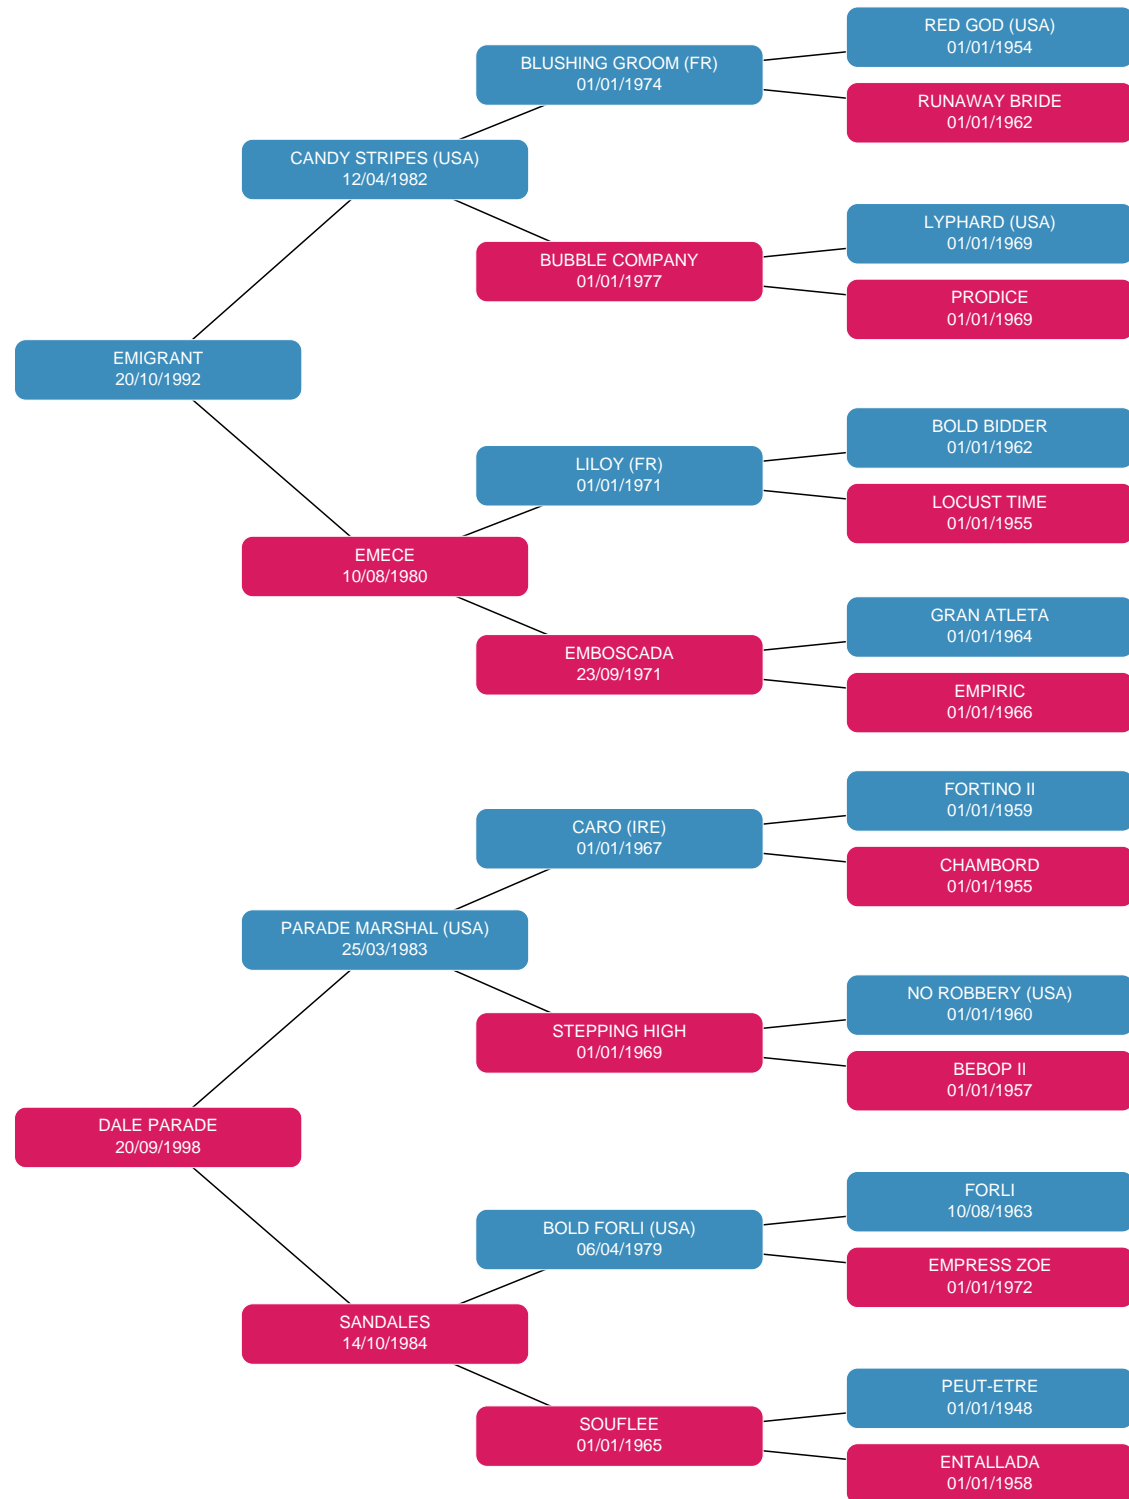 RED GOD (USA)
01/01/1954
BLUSHING GROOM (FR)
01/01/1974
RUNAWAY BRIDE
01/01/1962
CANDY STRIPES (USA)
12/04/1982
LYPHARD (USA)
01/01/1969
BUBBLE COMPANY
01/01/1977
PRODICE
01/01/1969
EMIGRANT
20/10/1992
BOLD BIDDER
01/01/1962
LILOY (FR)
01/01/1971
LOCUST TIME
01/01/1955
EMECE
10/08/1980
GRAN ATLETA
01/01/1964
EMBOSCADA
23/09/1971
EMPIRIC
01/01/1966
FORTINO II
01/01/1959
CARO (IRE)
01/01/1967
CHAMBORD
01/01/1955
PARADE MARSHAL (USA)
25/03/1983
NO ROBBERY (USA)
01/01/1960
STEPPING HIGH
01/01/1969
BEBOP II
01/01/1957
DALE PARADE
20/09/1998
FORLI
10/08/1963
BOLD FORLI (USA)
06/04/1979
EMPRESS ZOE
01/01/1972
SANDALES
14/10/1984
PEUT-ETRE
01/01/1948
SOUFLEE
01/01/1965
ENTALLADA
01/01/1958